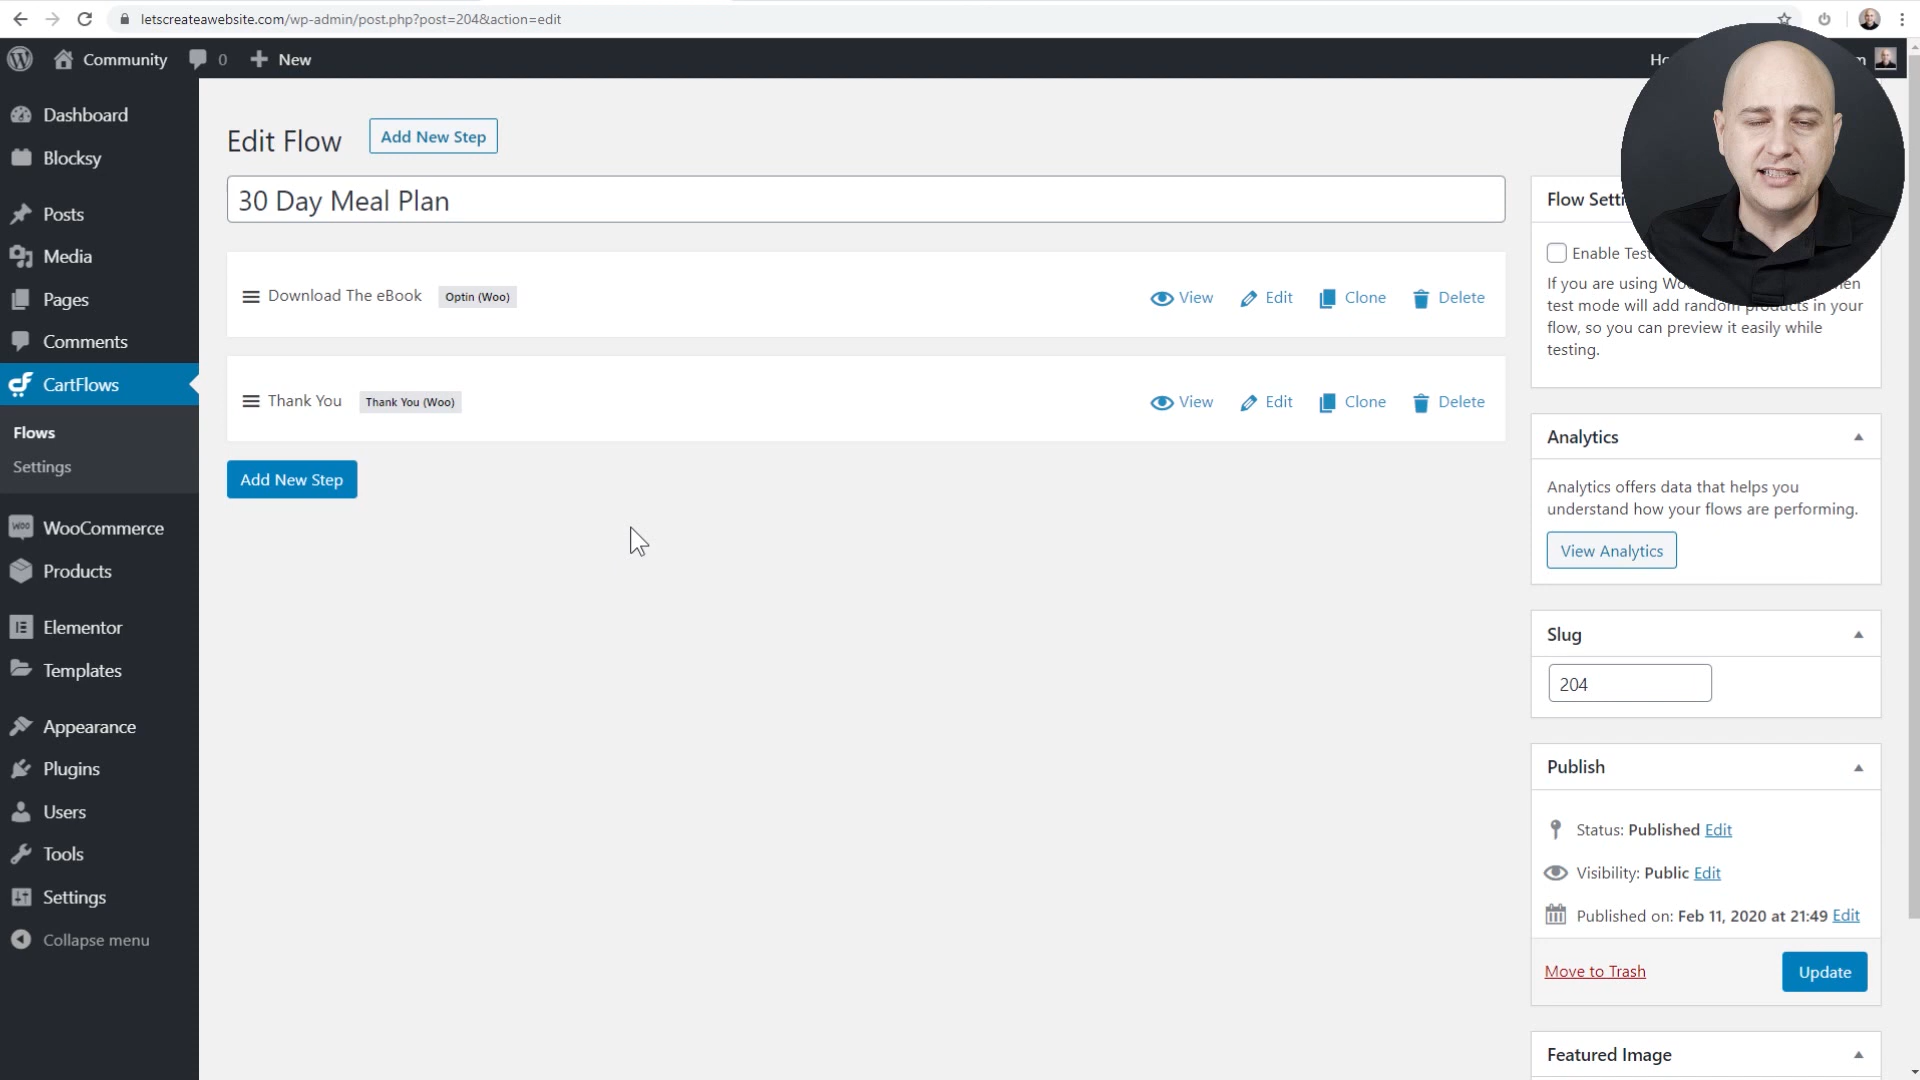 letscreateawebsite.com/wp-admin/post.php?post=204&action=edit
Community
0
New
Dashboard
Blocksy
Posts
Media
Pages
Comments
CartFlows
Flows
Settings
WooCommerce
Products
Elementor
Templates
Appearance
Plugins
Users
Tools
Settings
Collapse menu
Edit Flow
Add New Step
30 Day Meal Plan
Download The eBook Optin (Woo) View Edit Clone Delete
Thank You Thank You (Woo) View Edit Clone Delete
Add New Step
Flow
Enable Test
If you are using
test mode will add random products in your
flow, so you can preview it easily while
testing.
Analytics
Analytics offers data that helps you
understand how your flows are performing.
View Analytics
Slug
204
Publish
Status: Published Edit
Visibility: Public Edit
Published on: Feb 11, 2020 at 21:49 Edit
Move to Trash
Update
Featured Image